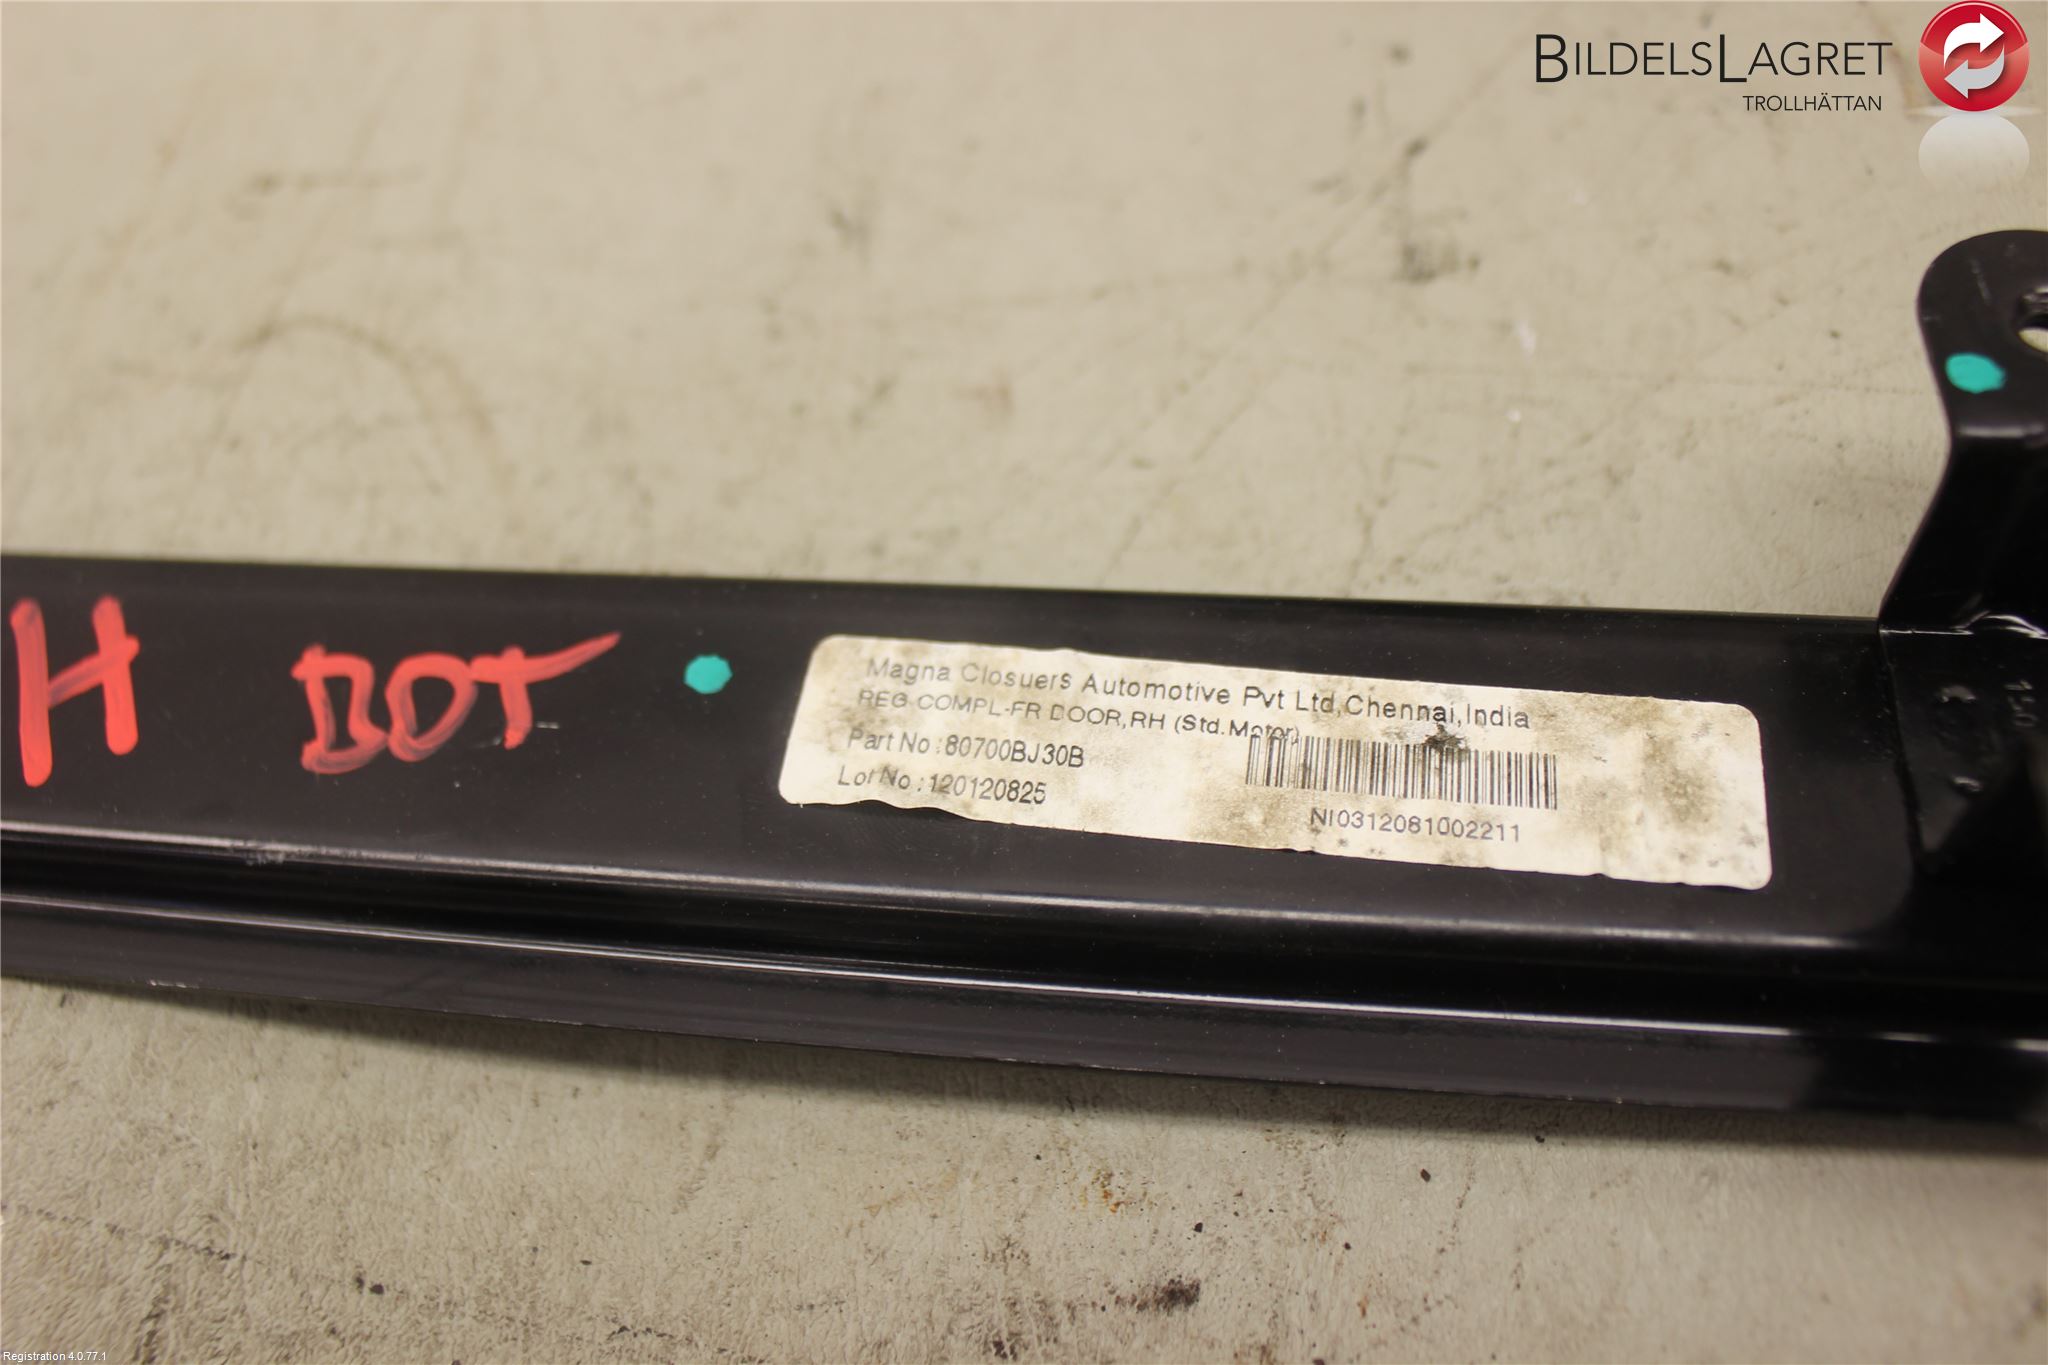 BILDELSLAGRET
TROLLHÄTTAN
H BOT
Magna Closuers Automotive Pvt Ltd,Chennai,India
REG COMPL-FR DOOR,RH (Std.Motor)
Part No :80700BJ30B
Lot No :120120825
NI0312081002211
150
Registration 4.0.77.1